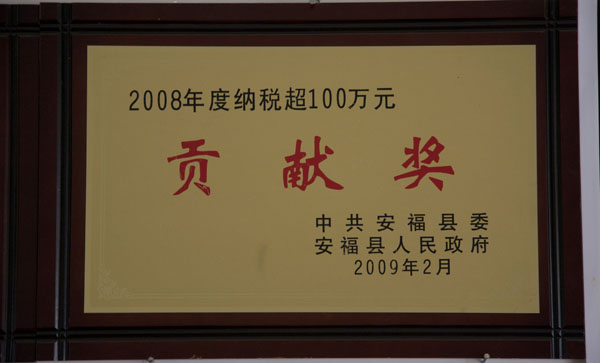 2008年度纳税超100万元
贡献奖
中共安福县委
安福县人民政府
2009年2月